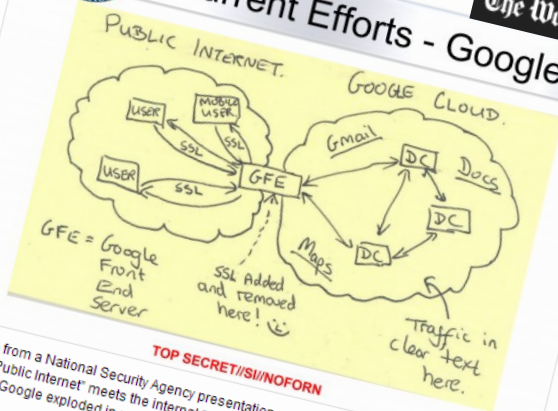 The Wa
rrent Efforts - Google
PUBLIC INTERNET.
GOOGLE CLOUD.
USER
MOBILE
USER
SSL
SSL
USER
SSL
GFE
Gmail
DC
Docs
DC
Maps
DC
GFE = Google
Front
End
Server
SSL Added
and removed
here!
Traffic in
clear text
here.
TOP SECRET//SI//NOFORN
from a National Security Agency presentation
Public Internet" meets the internal
Google exploded in